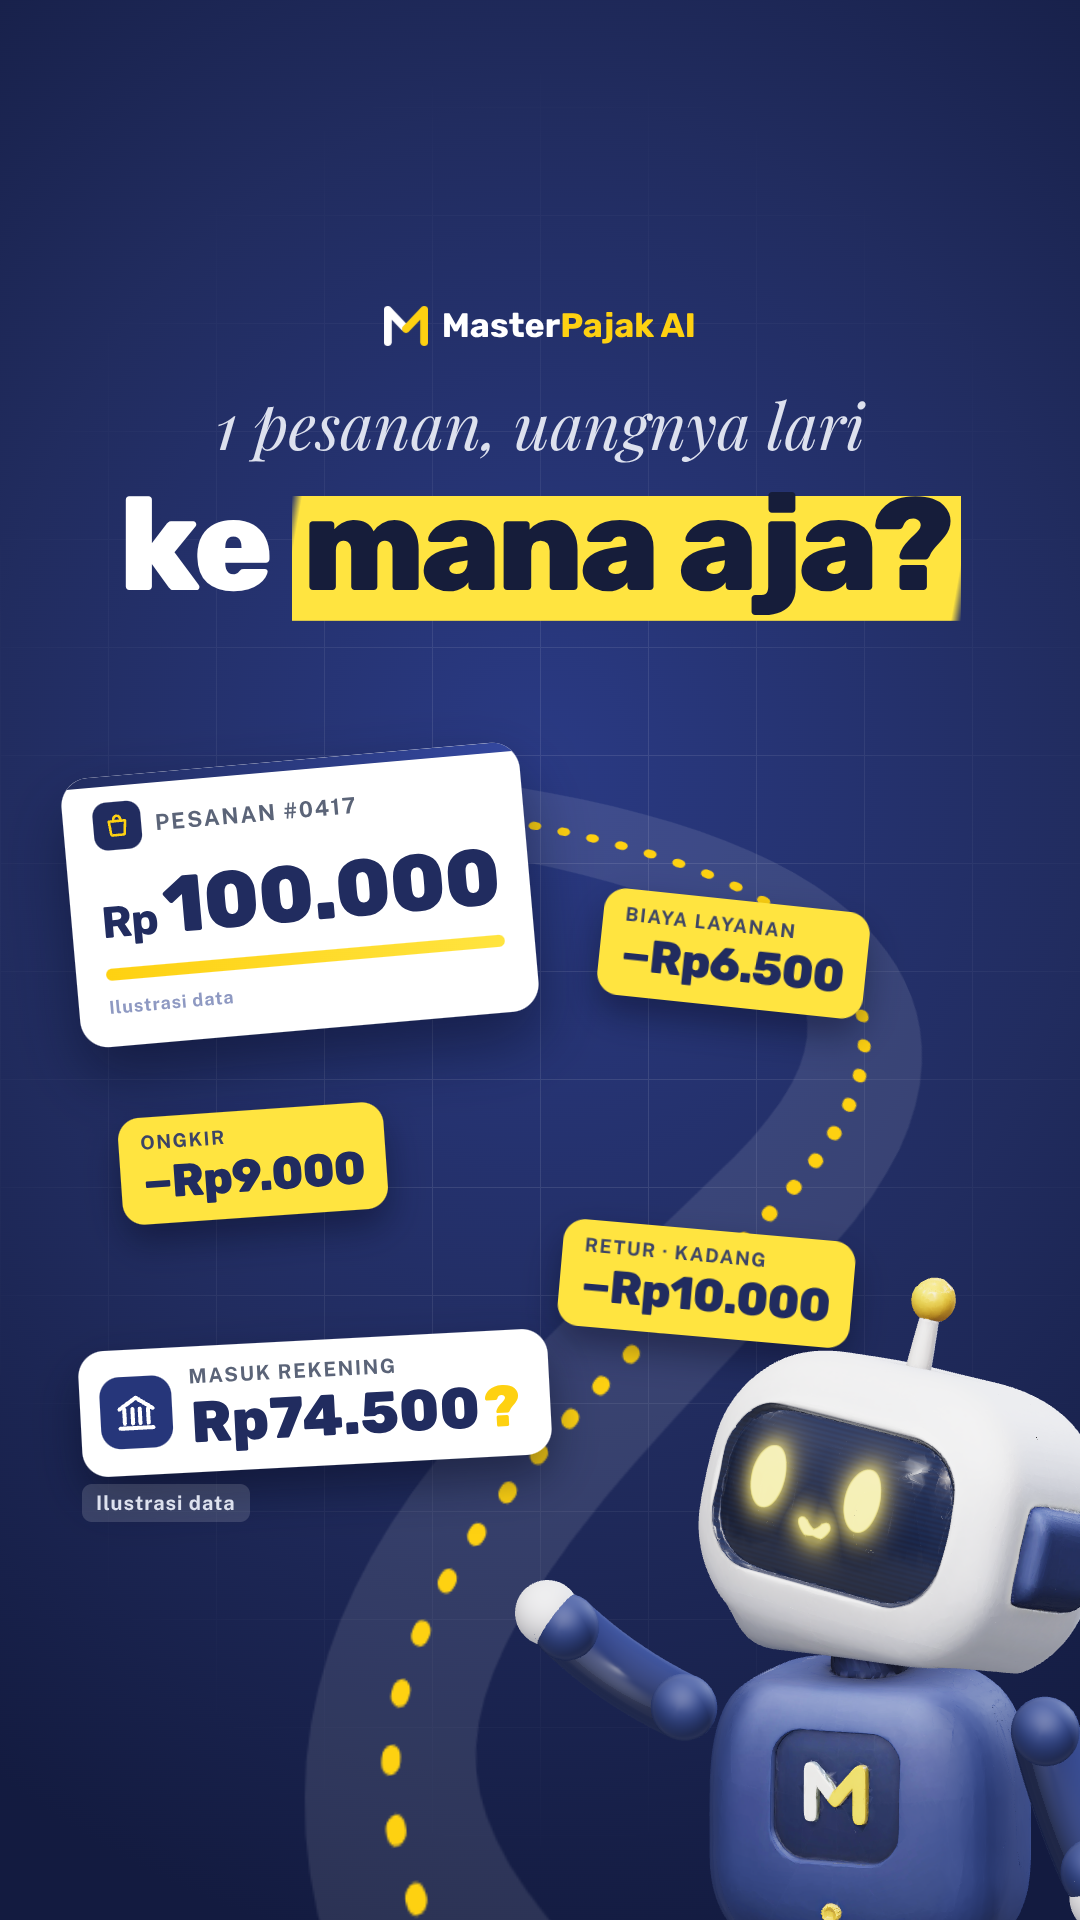 MasterPajak AI
1 pesanan, uangnya lari
ke mana aja?
PESANAN #0417
Rp 100.000
Ilustrasi data
BIAYA LAYANAN
–Rp6.500
ONGKIR
–Rp9.000
RETUR · KADANG
–Rp10.000
MASUK REKENING
Rp74.500?
Ilustrasi data
M